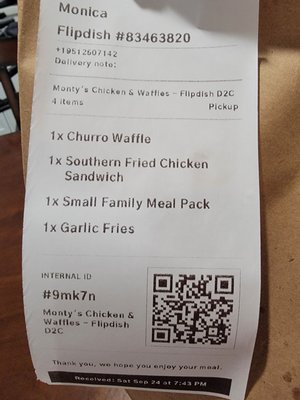 Monica
Flipdish #83463820
+19512607142
Delivery note:
Monty's Chicken & Waffles - Flipdish D2C
4 items Pickup
1x Churro Waffle
1x Southern Fried Chicken
Sandwich
1x Small Family Meal Pack
1x Garlic Fries
INTERNAL ID
#9mk7n
Monty's Chicken &
Waffles - Flipdish
D2C
Thank you, we hope you enjoy your meal.
Received: Sat Sep 24 at 7:43 PM